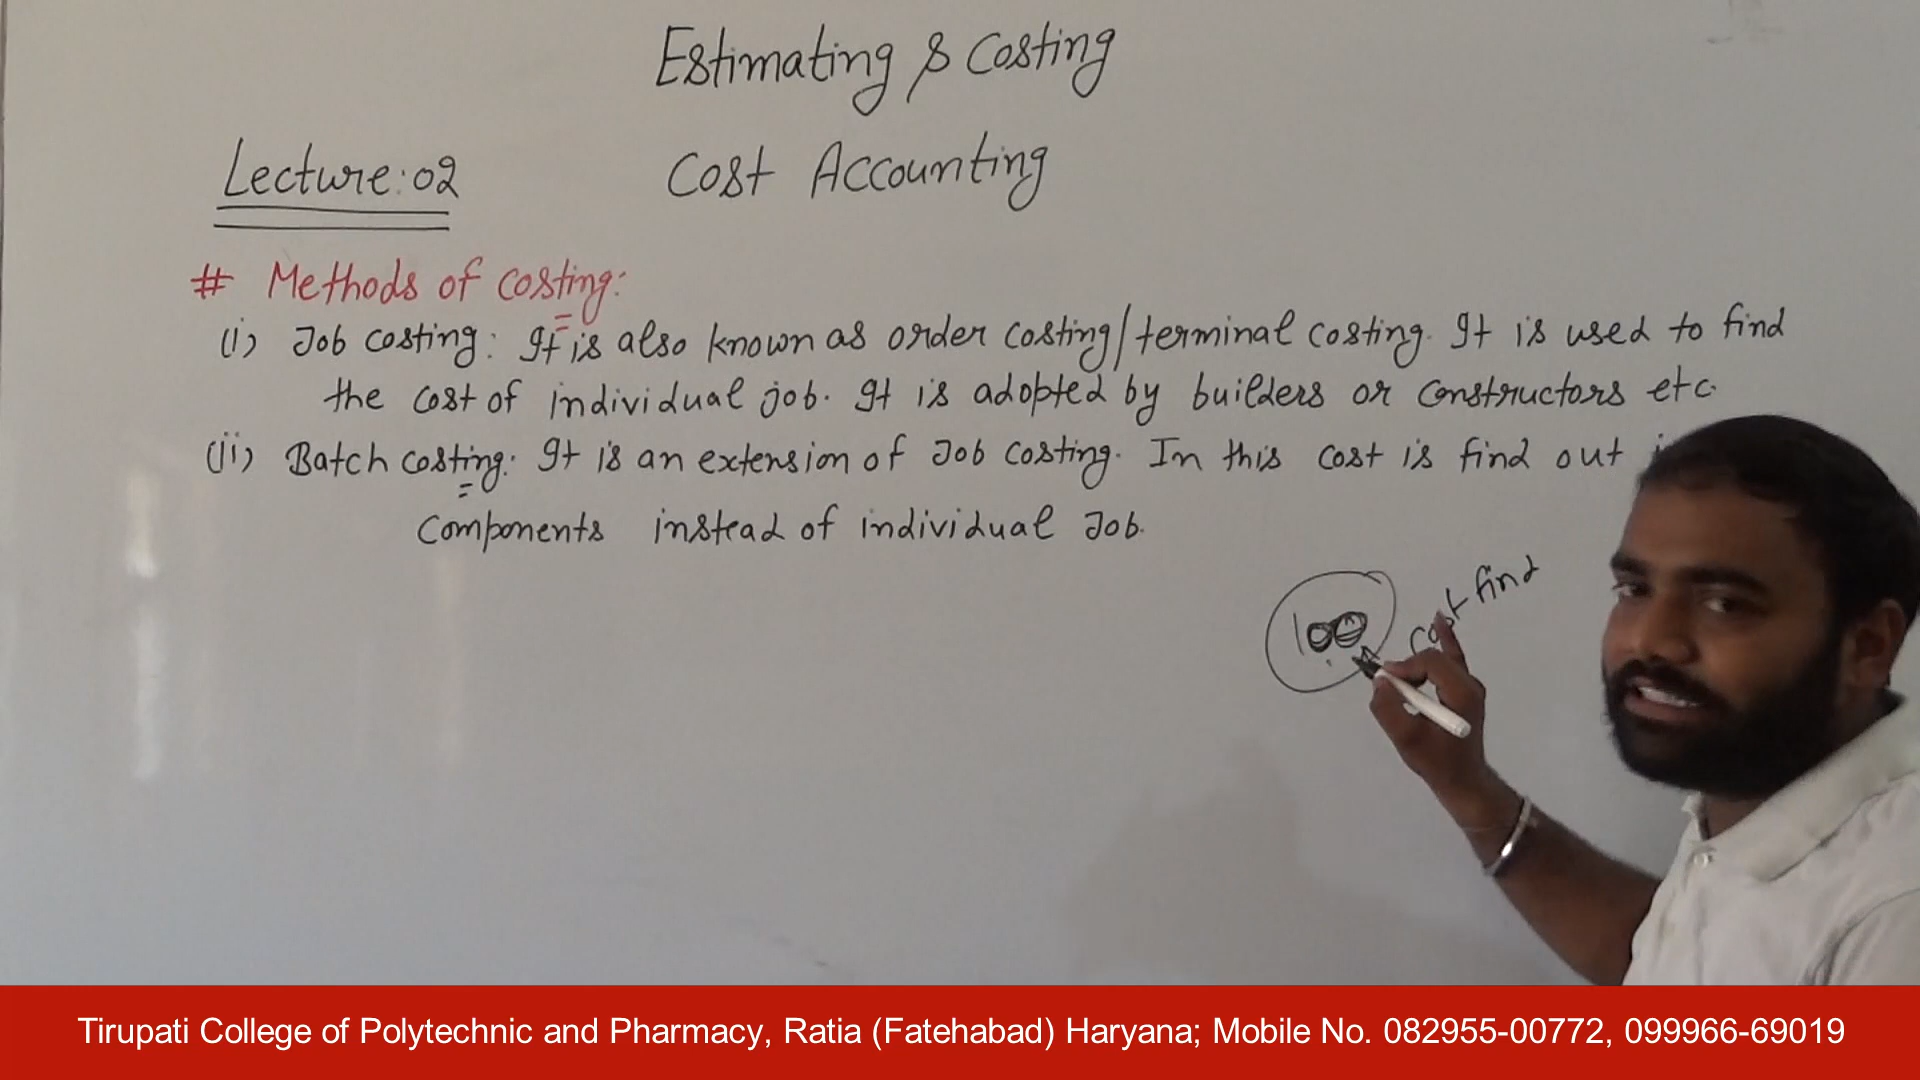 Estimating & Costing
Lecture:02
Cost Accounting
# Methods of costing:
(i) Job costing: It is also known as order costing/terminal costing. It is used to find
the cost of individual job. It is adopted by builders or constructors etc.
(ii) Batch costing: It is an extension of Job costing. In this cost is find out
components instead of individual Job.
100
cost find
Tirupati College of Polytechnic and Pharmacy, Ratia (Fatehabad) Haryana; Mobile No. 082955-00772, 099966-69019